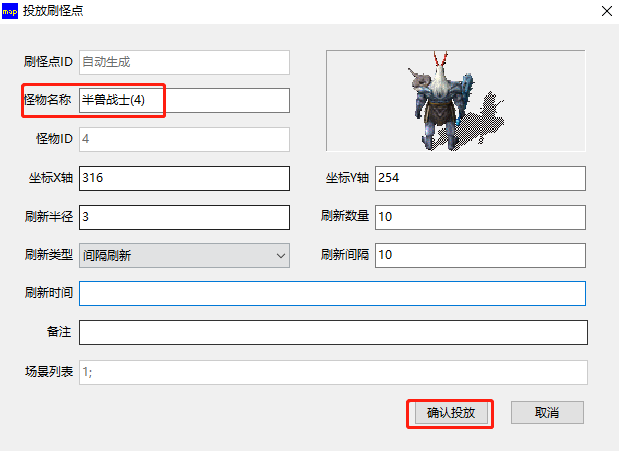 map 投放刷怪点
刷怪点ID 自动生成
怪物名称 半兽战士(4)
怪物ID 4
坐标X轴 316 坐标Y轴 254
刷新半径 3 刷新数量 10
刷新类型 间隔刷新 刷新间隔 10
刷新时间
备注
场景列表 1;
确认投放 取消